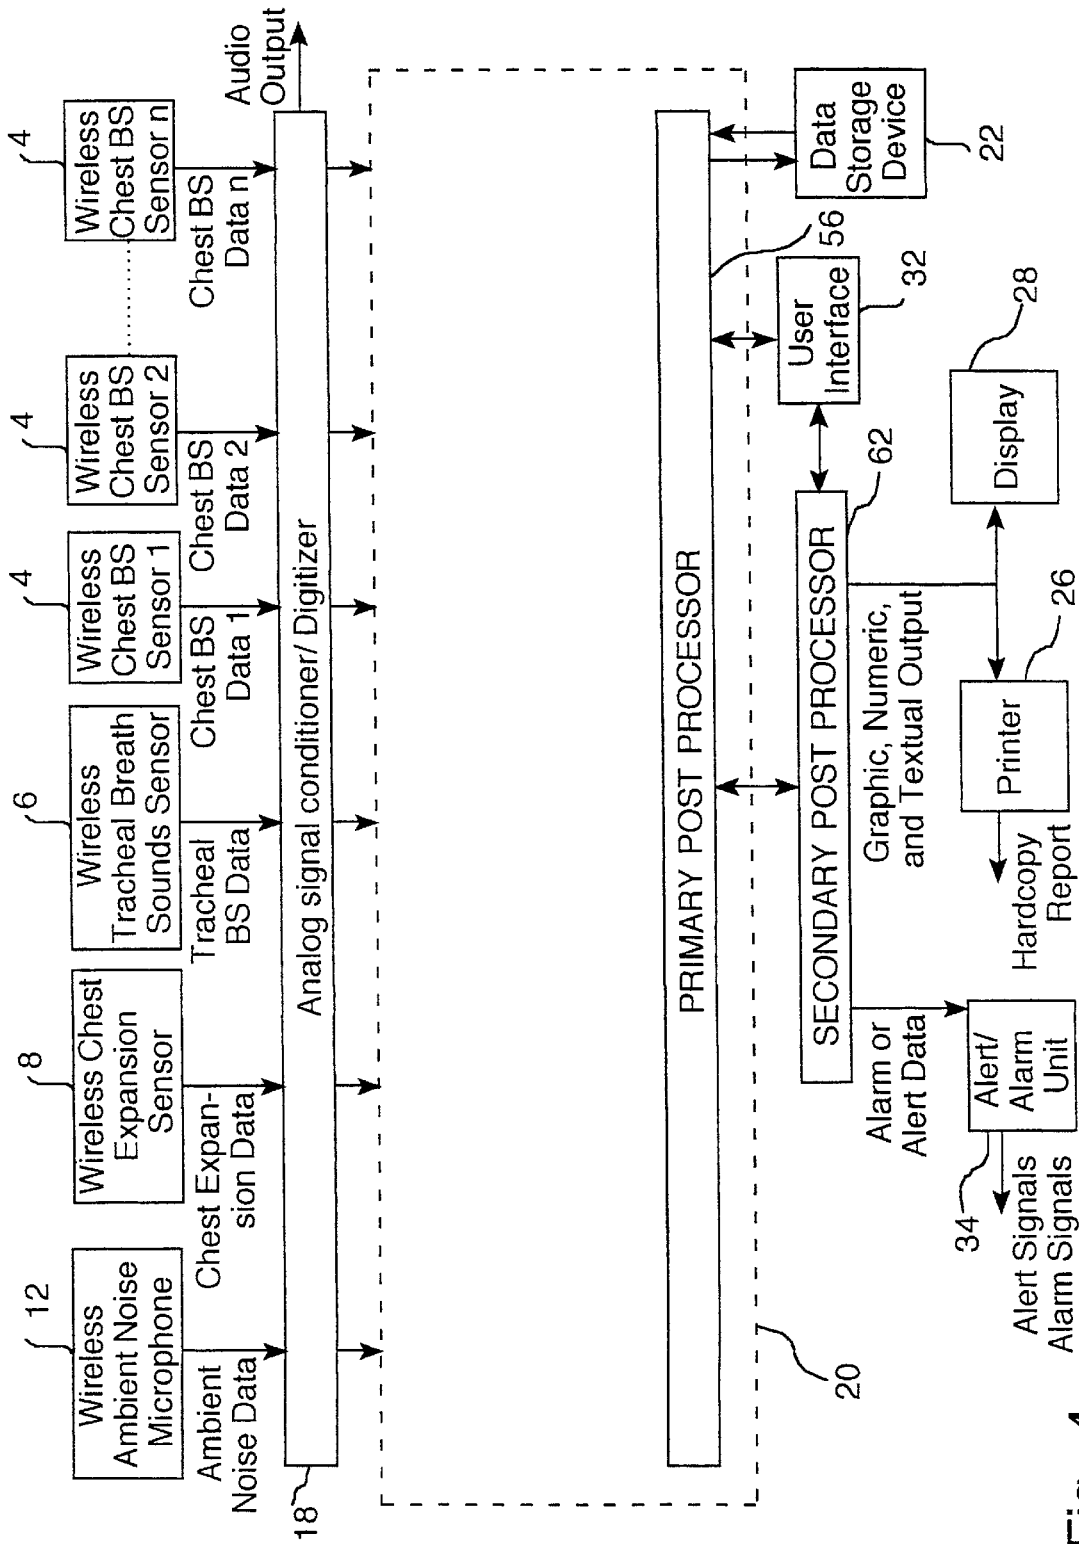 12
Wireless
Ambient Noise
Microphone
8
Wireless Chest
Expansion
Sensor
6
Wireless
Tracheal Breath
Sounds Sensor
4
Wireless
Chest BS
Sensor 1
4
Wireless
Chest BS
Sensor 2
4
Wireless
Chest BS
Sensor n
Ambient
Noise Data
Chest Expan-
sion Data
Tracheal
BS Data
Chest BS
Data 1
Chest BS
Data 2
Chest BS
Data n
Audio
Output
18
Analog signal conditioner/ Digitizer
PRIMARY POST PROCESSOR
56
20
SECONDARY POST PROCESSOR
62
User
Interface
32
Data
Storage
Device
22
Alarm or
Alert Data
Graphic, Numeric,
and Textual Output
34
Alert/
Alarm
Unit
Alert Signals
Alarm Signals
Printer
26
Hardcopy
Report
Display
28